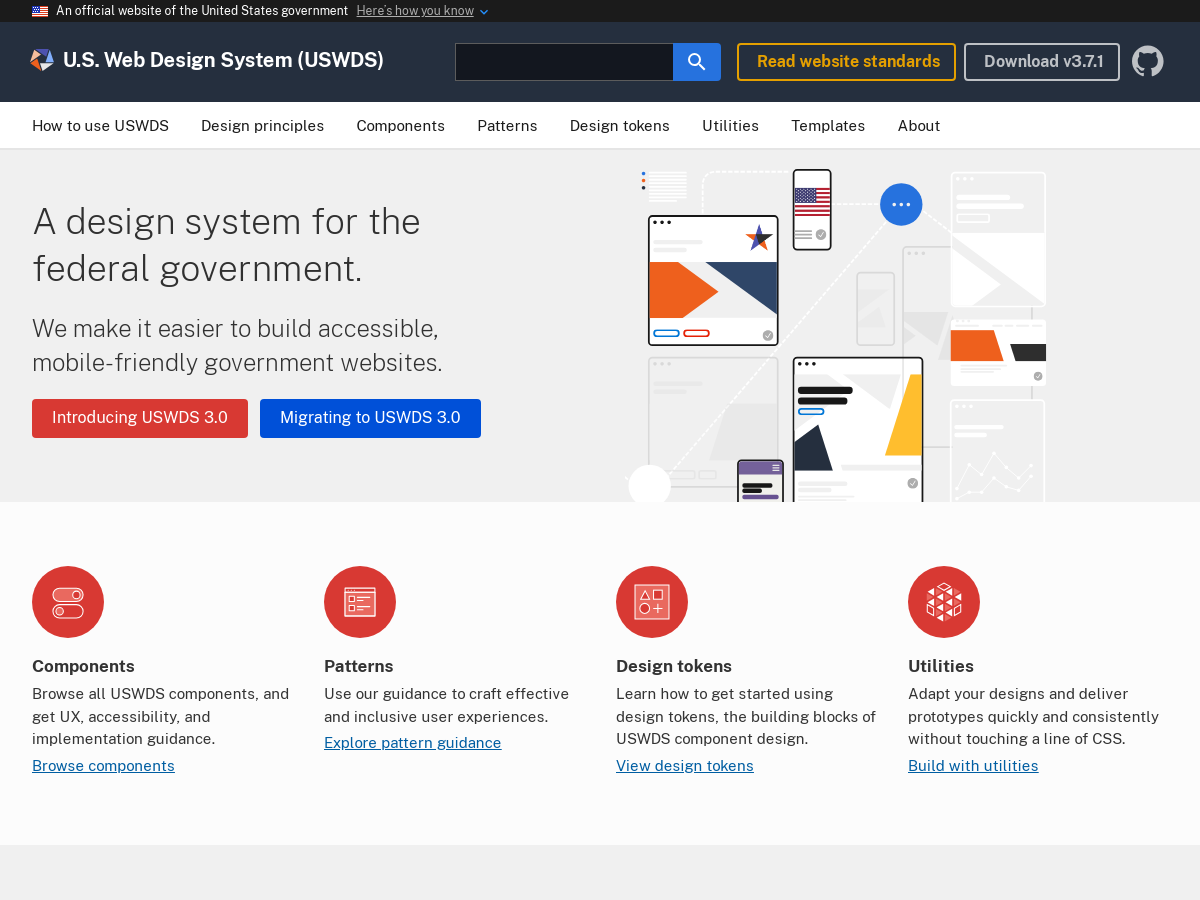 An official website of the United States government Here's how you know
U.S. Web Design System (USWDS)
Read website standards
Download v3.7.1
How to use USWDS
Design principles
Components
Patterns
Design tokens
Utilities
Templates
About
A design system for the
federal government.
We make it easier to build accessible,
mobile-friendly government websites.
Introducing USWDS 3.0
Migrating to USWDS 3.0
Components
Browse all USWDS components, and
get UX, accessibility, and
implementation guidance.
Browse components
Patterns
Use our guidance to craft effective
and inclusive user experiences.
Explore pattern guidance
Design tokens
Learn how to get started using
design tokens, the building blocks of
USWDS component design.
View design tokens
Utilities
Adapt your designs and deliver
prototypes quickly and consistently
without touching a line of CSS.
Build with utilities